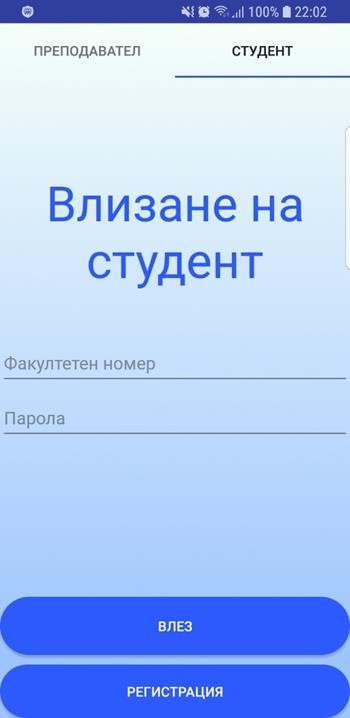 100% 22:02
ПРЕПОДАВАТЕЛ СТУДЕНТ
Влизане на
студент
Факултетен номер
Парола
ВЛЕЗ
РЕГИСТРАЦИЯ